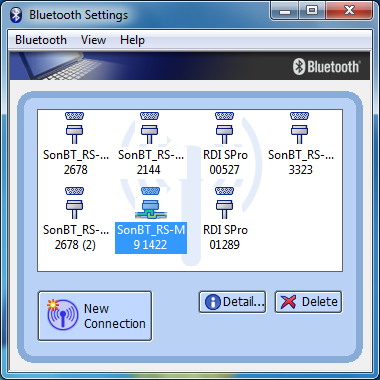 Bluetooth Settings
Bluetooth View Help
Bluetooth®
SonBT_RS-... SonBT_RS-... RDI SPro SonBT_RS-...
2678 2144 00527 3323
SonBT_RS-... SonBT_RS-M RDI SPro
2678 (2) 9 1422 01289
New
Connection
Detail...
Delete